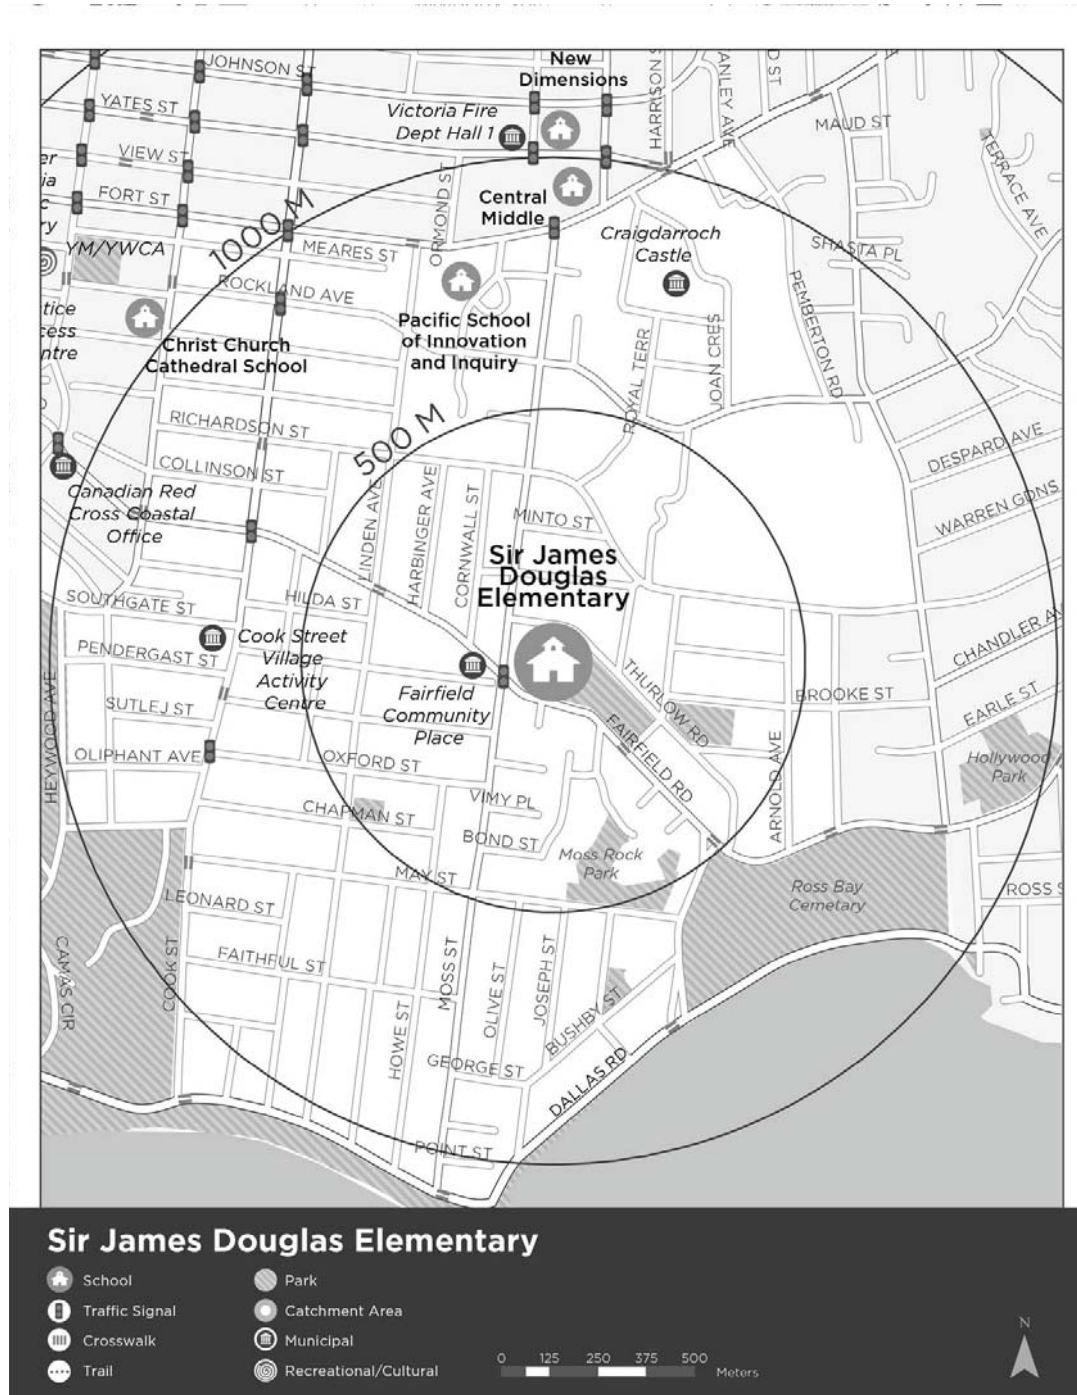 JOHNSON ST
New
Dimensions
YATES ST
Victoria Fire
Dept Hall 1
MAUD ST
VIEW ST
TERRACE AVE
FORT ST
ORMOND ST
Central
Middle
1000 M
YM/YWCA
MEARES ST
Craigdarroch
Castle
SHASTA PL
ROCKLAND AVE
PEMBERTON RD
Christ Church
Cathedral School
Pacific School
of Innovation
and Inquiry
ROYAL TERR
JOAN CRES
RICHARDSON ST
500 M
COLLINSON ST
DESPARD AVE
Canadian Red
Cross Coastal
Office
LINDEN AVE
HARBINGER AVE
CORNWALL ST
MINTO ST
WARREN GDNS
Sir James
Douglas
Elementary
SOUTHGATE ST
HILDA ST
CHANDLER AV
PENDERGAST ST
Cook Street
Village
Activity
Centre
THURLOW RD
SUTLEJ ST
Fairfield
Community
Place
BROOKE ST
EARLE ST
HEYWOOD AVE
OLIPHANT AVE
OXFORD ST
FAIRFIELD RD
ARNOLD AVE
Hollywood
Park
CHAPMAN ST
VIMY PL
BOND ST
Moss Rock
Park
MAY ST
Ross Bay
Cemetary
ROSS S
LEONARD ST
FAITHFUL ST
CAMAS CIR
COOK ST
MOSS ST
OLIVE ST
JOSEPH ST
HOWE ST
BUSHBY ST
GEORGE ST
DALLAS RD
POINT ST
Sir James Douglas Elementary
School
Park
Traffic Signal
Catchment Area
Crosswalk
Municipal
Trail
Recreational/Cultural
0 125 250 375 500
Meters
N